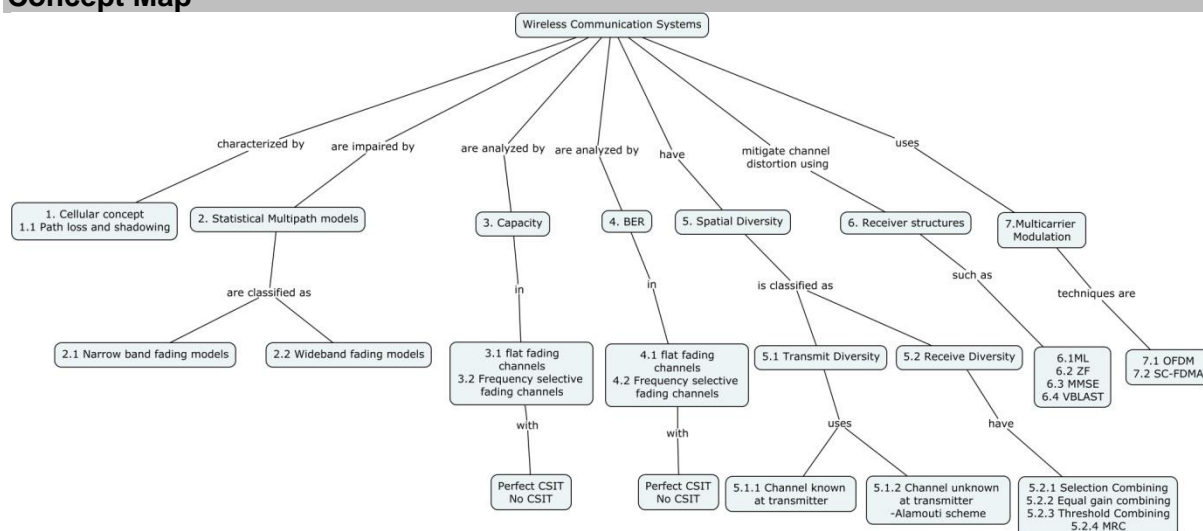 Concept Map
Wireless Communication Systems
characterized by
are impaired by
are analyzed by
are analyzed by
have
mitigate channel
distortion using
uses
1. Cellular concept
1.1 Path loss and shadowing
2. Statistical Multipath models
3. Capacity
4. BER
5. Spatial Diversity
6. Receiver structures
7.Multicarrier
Modulation
are classified as
in
in
is classified as
such as
techniques are
2.1 Narrow band fading models
2.2 Wideband fading models
3.1 flat fading
channels
3.2 Frequency selective
fading channels
4.1 flat fading
channels
4.2 Frequency selective
fading channels
5.1 Transmit Diversity
5.2 Receive Diversity
6.1ML
6.2 ZF
6.3 MMSE
6.4 VBLAST
7.1 OFDM
7.2 SC-FDMA
with
with
uses
have
Perfect CSIT
No CSIT
Perfect CSIT
No CSIT
5.1.1 Channel known
at transmitter
5.1.2 Channel unknown
at transmitter
-Alamouti scheme
5.2.1 Selection Combining
5.2.2 Equal gain combining
5.2.3 Threshold Combining
5.2.4 MRC